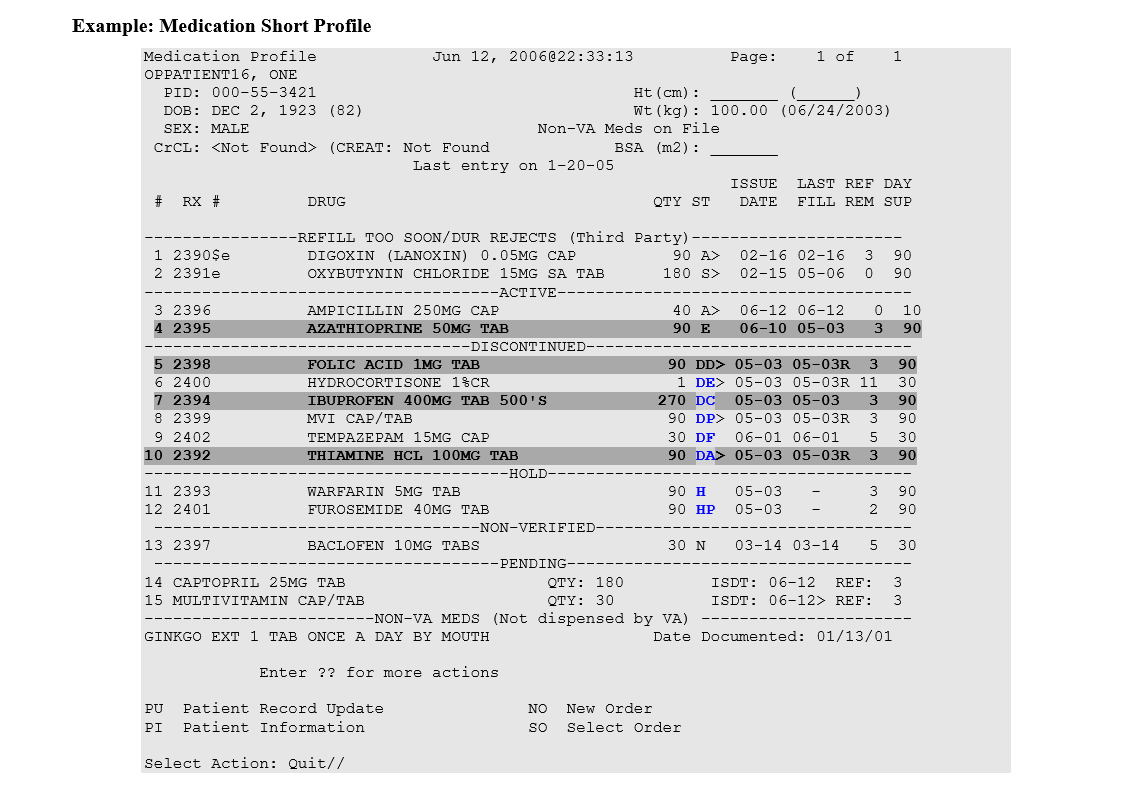 Example: Medication Short Profile
Medication Profile Jun 12, 2006@22:33:13 Page: 1 of 1
OPPATIENT16, ONE
PID: 000-55-3421 Ht(cm): _______ (______)
DOB: DEC 2, 1923 (82) Wt(kg): 100.00 (06/24/2003)
SEX: MALE Non-VA Meds on File
CrCL: <Not Found> (CREAT: Not Found BSA (m2): _______
Last entry on 1-20-05
ISSUE LAST REF DAY
# RX # DRUG QTY ST DATE FILL REM SUP
----------------REFILL TOO SOON/DUR REJECTS (Third Party)----------------------
1 2390$e DIGOXIN (LANOXIN) 0.05MG CAP 90 A> 02-16 02-16 3 90
2 2391e OXYBUTYNIN CHLORIDE 15MG SA TAB 180 S> 02-15 05-06 0 90
-------------------------------------ACTIVE-------------------------------------
3 2396 AMPICILLIN 250MG CAP 40 A> 06-12 06-12 0 10
4 2395 AZATHIOPRINE 50MG TAB 90 E 06-10 05-03 3 90
----------------------------------DISCONTINUED----------------------------------
5 2398 FOLIC ACID 1MG TAB 90 DD> 05-03 05-03R 3 90
6 2400 HYDROCORTISONE 1%CR 1 DE> 05-03 05-03R 11 30
7 2394 IBUPROFEN 400MG TAB 500'S 270 DC 05-03 05-03 3 90
8 2399 MVI CAP/TAB 90 DP> 05-03 05-03R 3 90
9 2402 TEMPAZEPAM 15MG CAP 30 DF 06-01 06-01 5 30
10 2392 THIAMINE HCL 100MG TAB 90 DA> 05-03 05-03R 3 90
--------------------------------------HOLD--------------------------------------
11 2393 WARFARIN 5MG TAB 90 H 05-03 - 3 90
12 2401 FUROSEMIDE 40MG TAB 90 HP 05-03 - 2 90
----------------------------------NON-VERIFIED---------------------------------
13 2397 BACLOFEN 10MG TABS 30 N 03-14 03-14 5 30
------------------------------------PENDING------------------------------------
14 CAPTOPRIL 25MG TAB QTY: 180 ISDT: 06-12 REF: 3
15 MULTIVITAMIN CAP/TAB QTY: 30 ISDT: 06-12> REF: 3
------------------------NON-VA MEDS (Not dispensed by VA) ----------------------
GINKGO EXT 1 TAB ONCE A DAY BY MOUTH Date Documented: 01/13/01
Enter ?? for more actions
PU Patient Record Update NO New Order
PI Patient Information SO Select Order
Select Action: Quit//